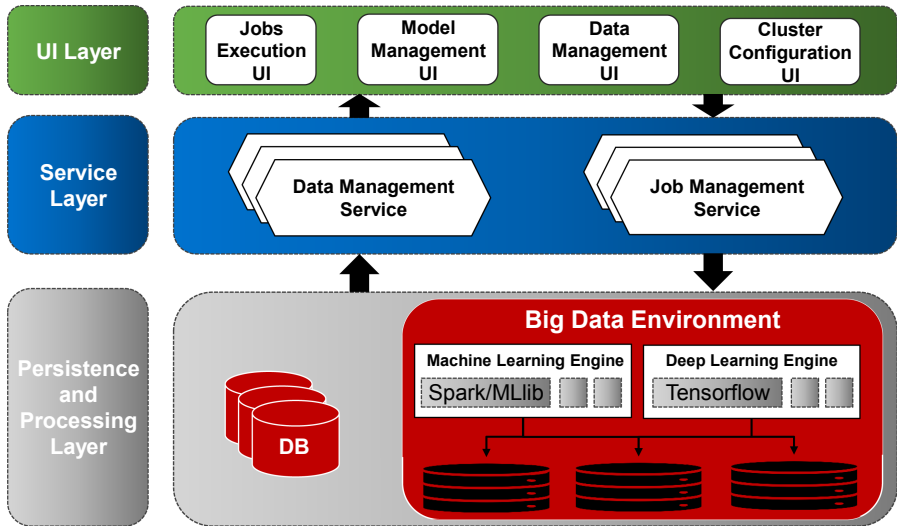 UI Layer
Jobs
Execution
UI
Model
Management
UI
Data
Management
UI
Cluster
Configuration
UI
Service
Layer
Data Management
Service
Job Management
Service
Persistence
and
Processing
Layer
DB
Big Data Environment
Machine Learning Engine
Spark/MLlib
Deep Learning Engine
Tensorflow